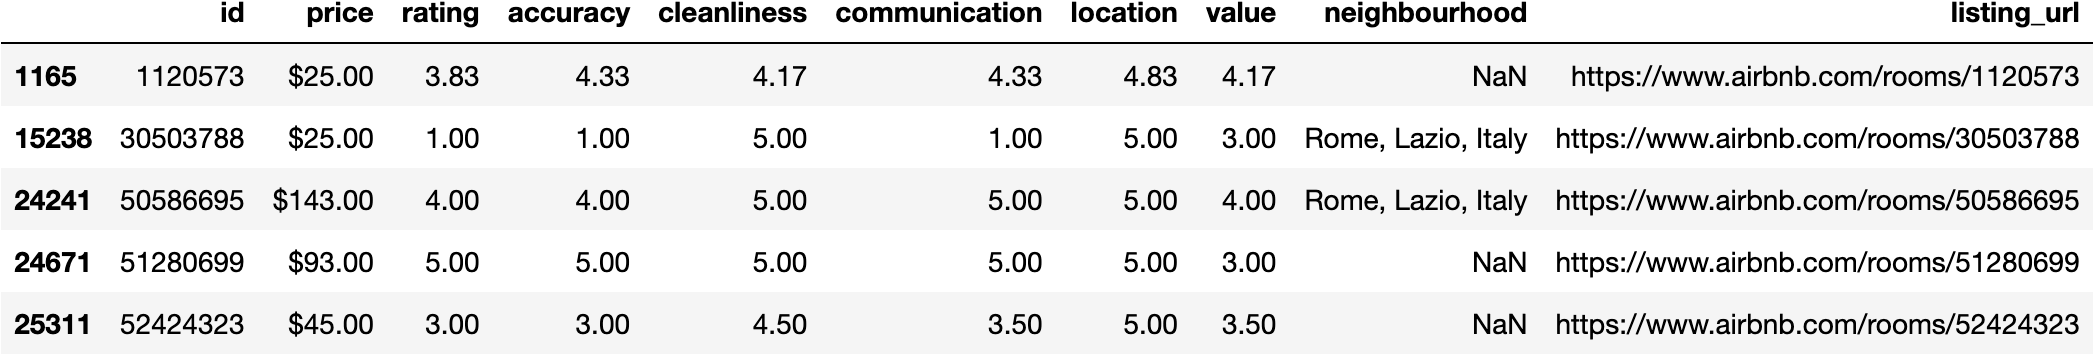 id price rating accuracy cleanliness communication location value neighbourhood listing_url
1165 1120573 $25.00 3.83 4.33 4.17 4.33 4.83 4.17 NaN https://www.airbnb.com/rooms/1120573
15238 30503788 $25.00 1.00 1.00 5.00 1.00 5.00 3.00 Rome, Lazio, Italy https://www.airbnb.com/rooms/30503788
24241 50586695 $143.00 4.00 4.00 5.00 5.00 5.00 4.00 Rome, Lazio, Italy https://www.airbnb.com/rooms/50586695
24671 51280699 $93.00 5.00 5.00 5.00 5.00 5.00 3.00 NaN https://www.airbnb.com/rooms/51280699
25311 52424323 $45.00 3.00 3.00 4.50 3.50 5.00 3.50 NaN https://www.airbnb.com/rooms/52424323